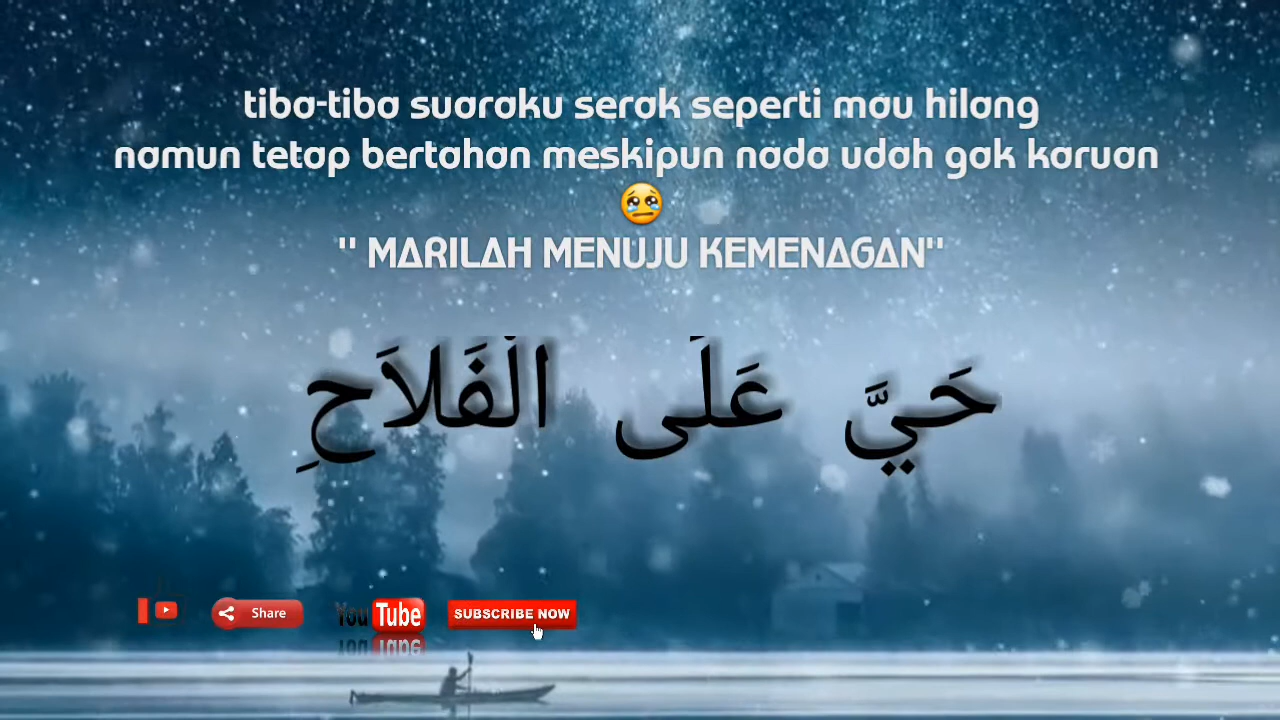 tiba-tiba suaraku serak seperti mau hilang
namun tetap bertahan meskipun nada udah gak karuan
🥹
" MARILAH MENUJU KEMENAGAN"
حَيَّ عَلَى الْفَلاَحِ
Share
YouTube
SUBSCRIBE NOW